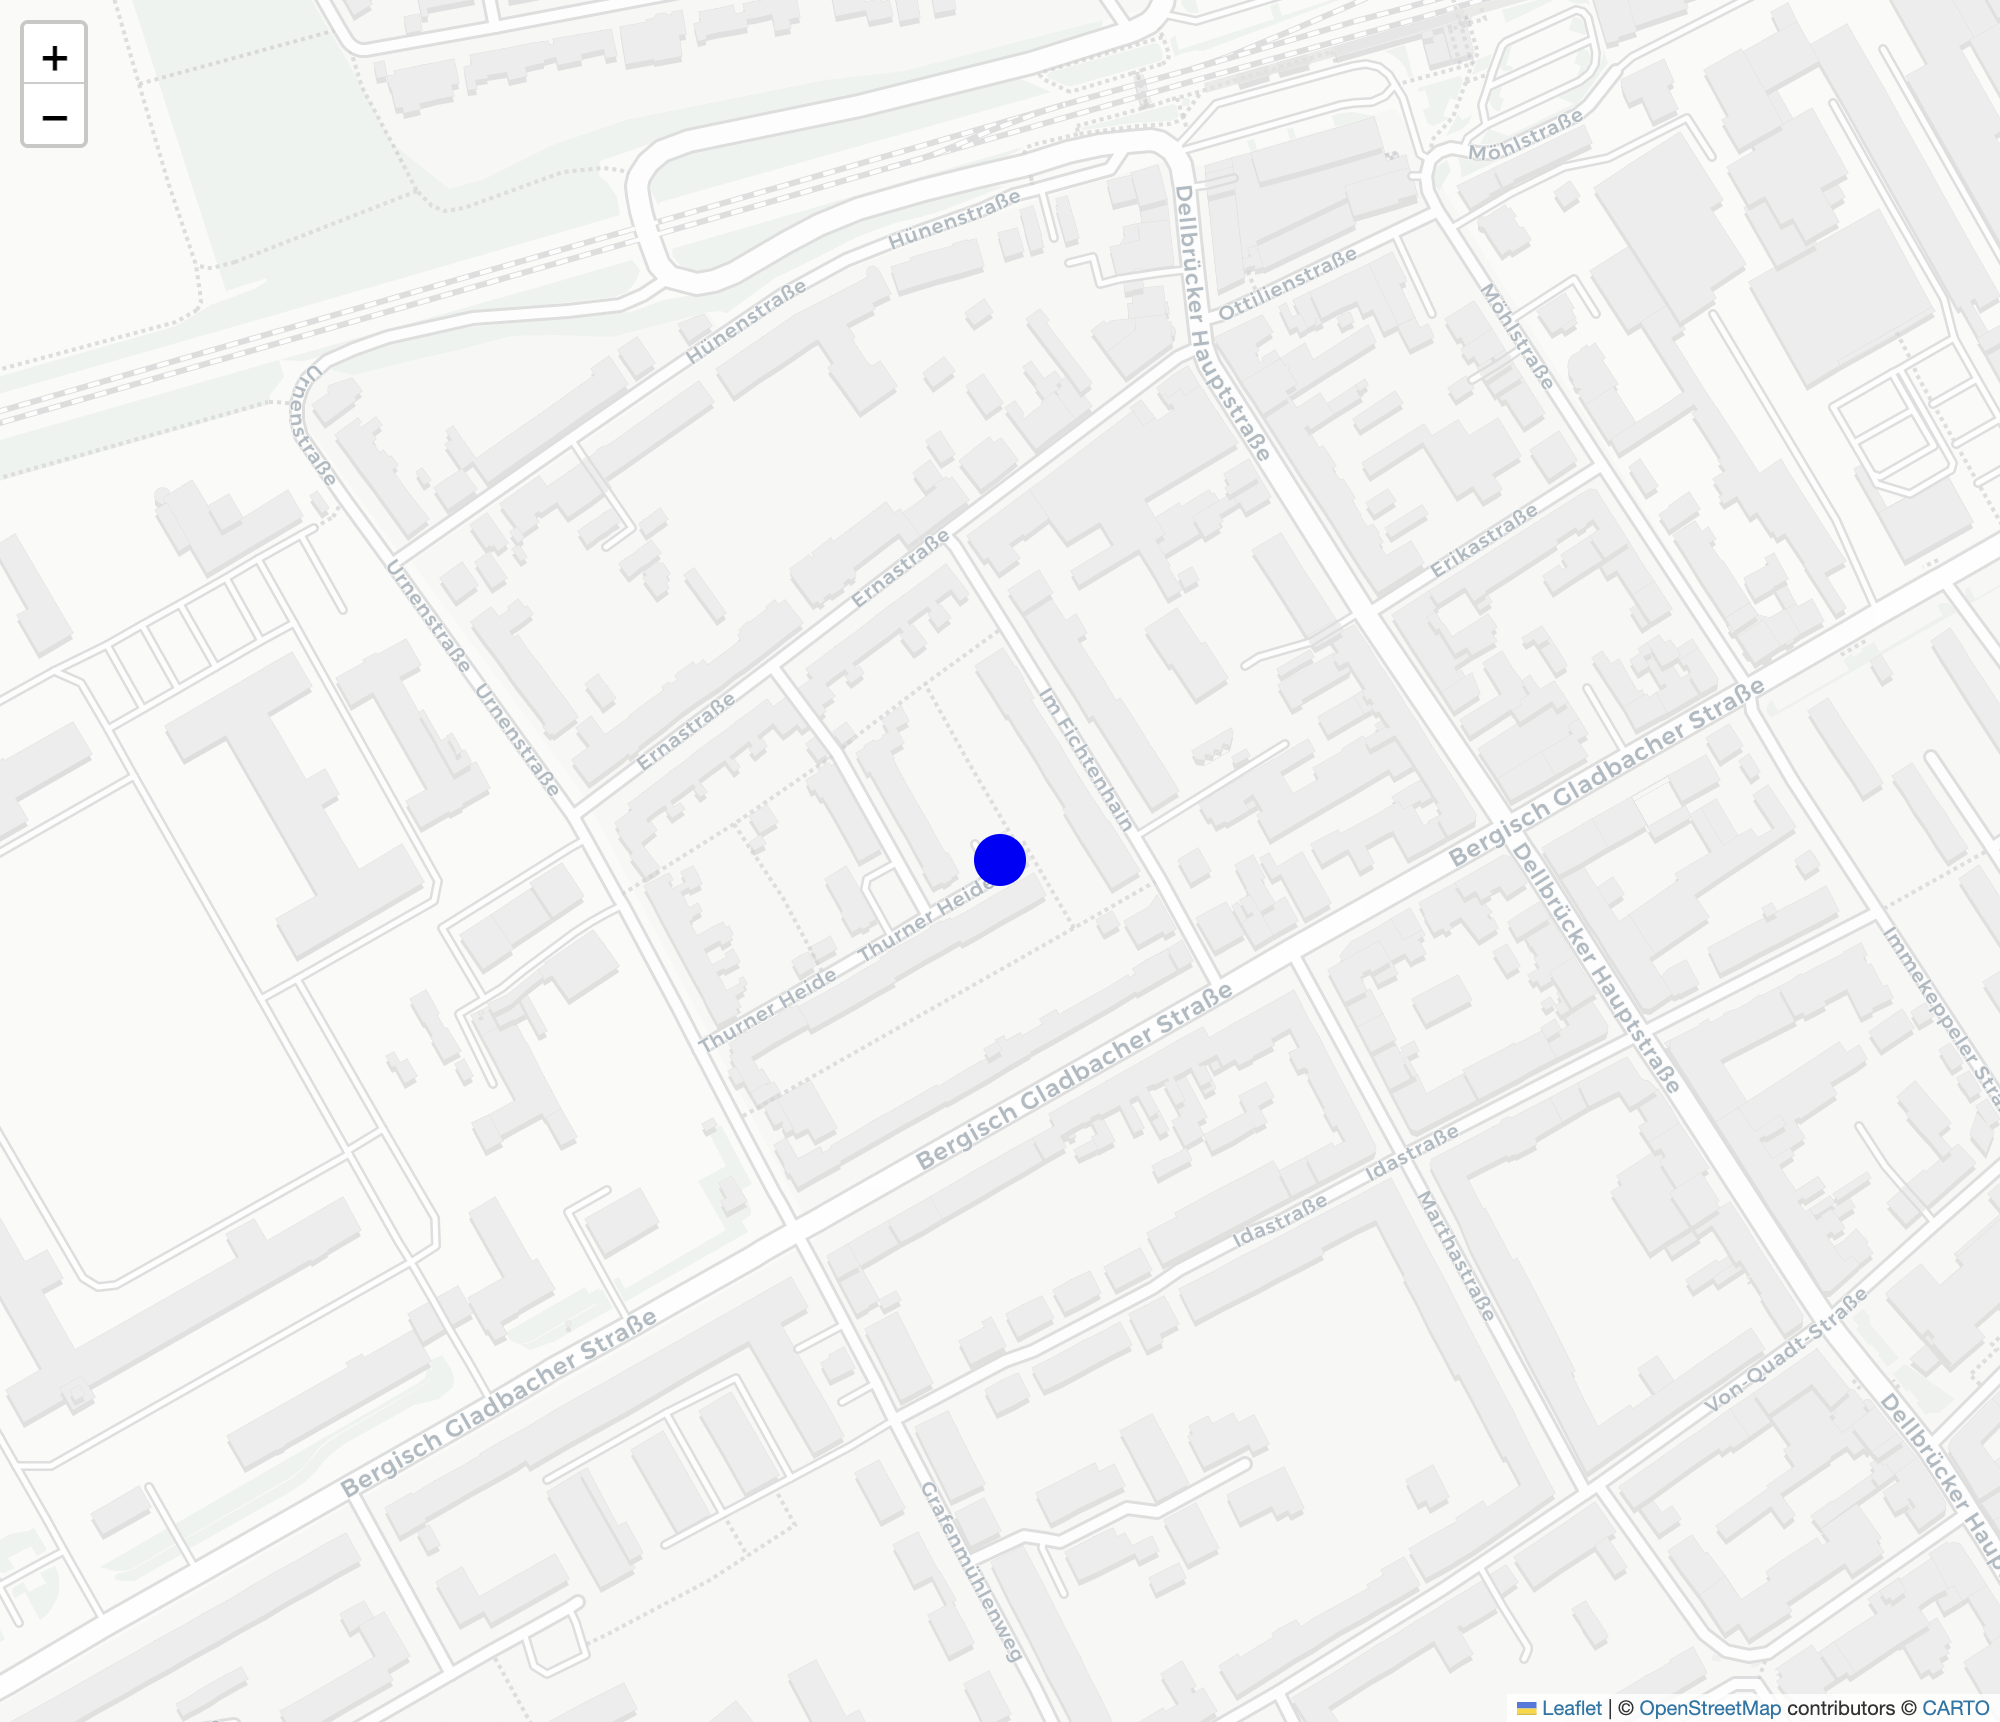 +
−
Möhlstraße
Hünenstraße
Dellbrücker Hauptstraße
Ottilienstraße
Hünenstraße
Möhlstraße
Urnenstraße
Erikastraße
Ernastraße
Urnenstraße
Urnenstraße
Ernastraße
Im Fichtenhain
Bergisch Gladbacher Straße
Thurner Heide
Thurner Heide
Dellbrücker Hauptstraße
Immekeppeler Stra
Bergisch Gladbacher Straße
Idastraße
Idastraße
Marthastraße
Von-Quadt-Straße
Bergisch Gladbacher Straße
Dellbrücker Haup
Grafenmühlenweg
Leaflet | © OpenStreetMap contributors © CARTO